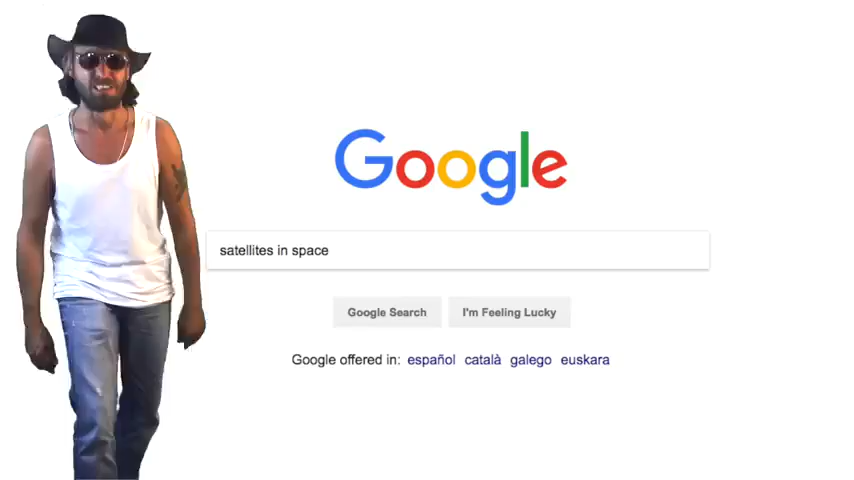 Google
satellites in space
Google Search I'm Feeling Lucky
Google offered in: español català galego euskara